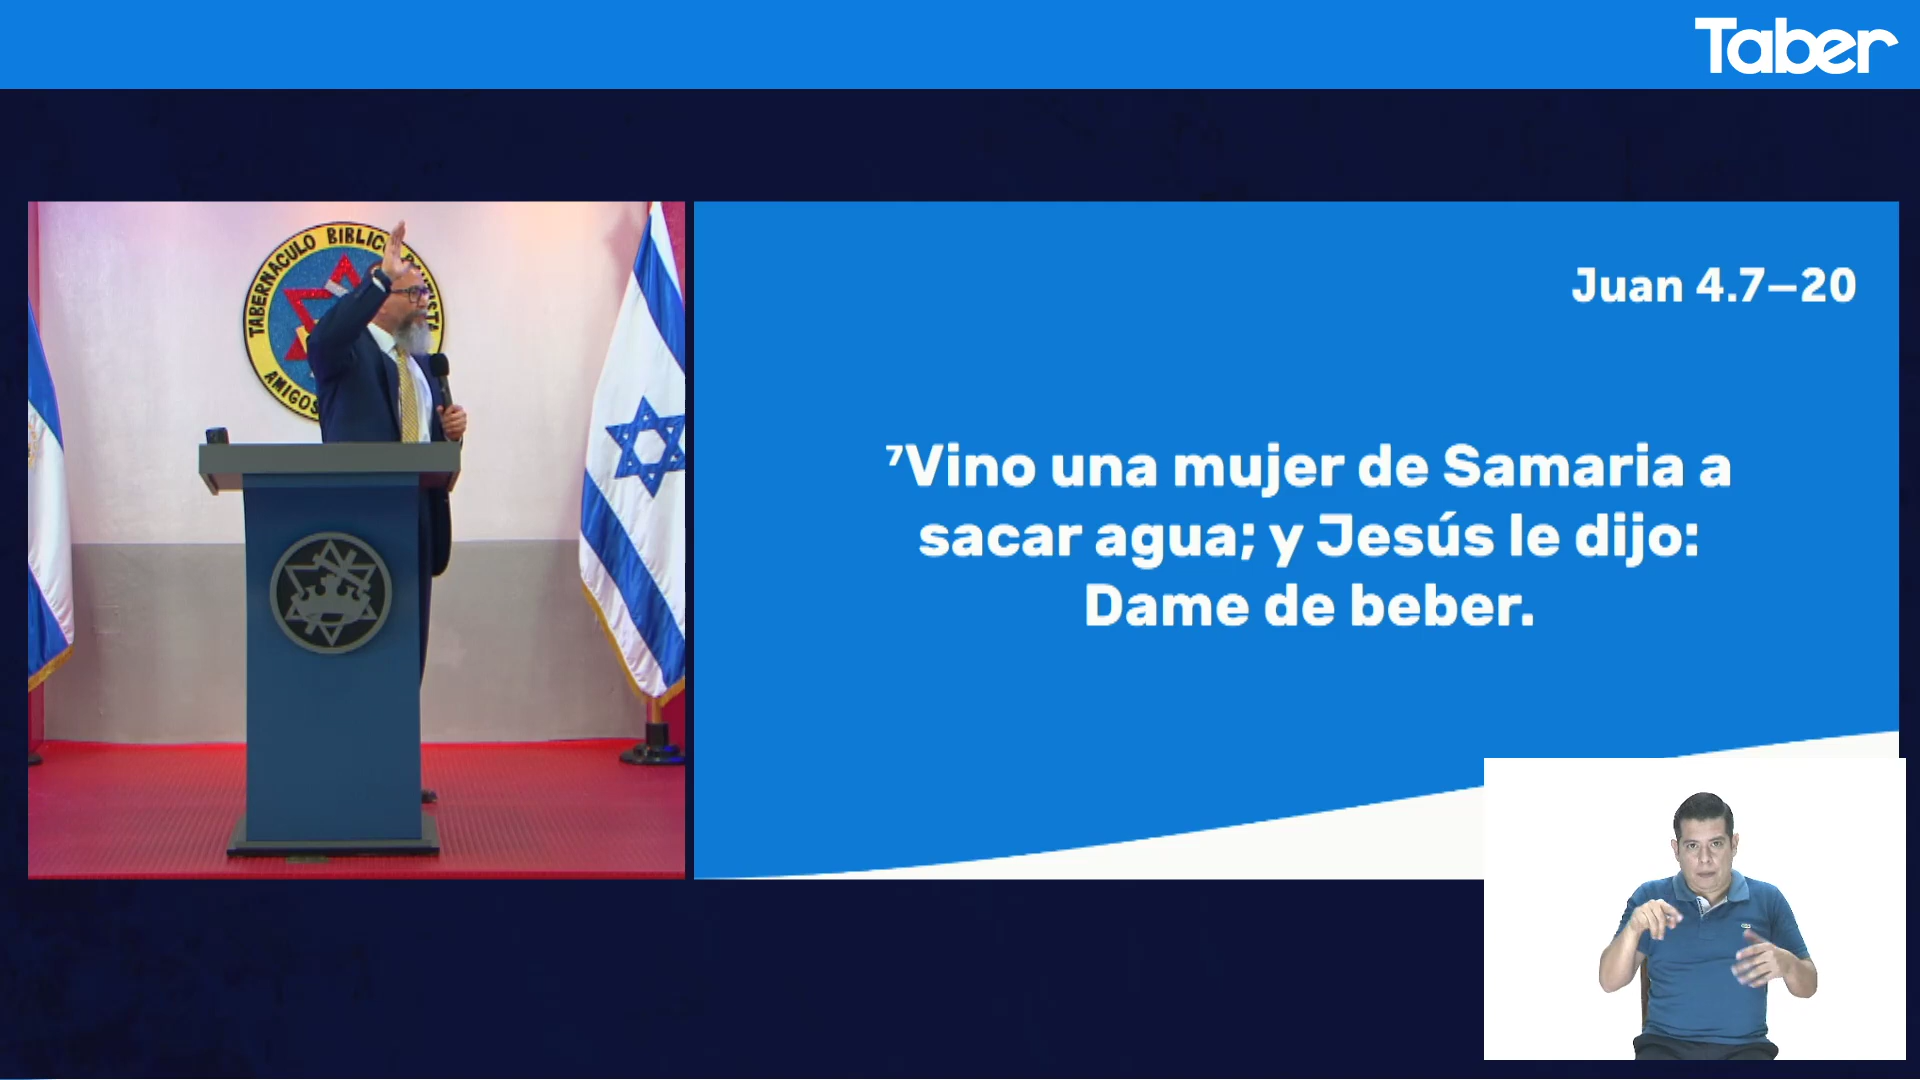 Taber
TABERNACULO BIBLICO
AMIGOS
Juan 4.7–20
⁷Vino una mujer de Samaria a
sacar agua; y Jesús le dijo:
Dame de beber.